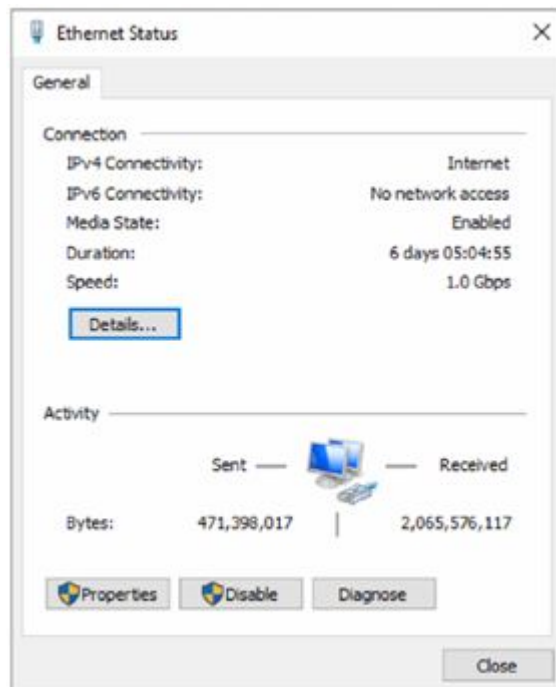 Ethernet Status
General
Connection
IPv4 Connectivity: Internet
IPv6 Connectivity: No network access
Media State: Enabled
Duration: 6 days 05:04:55
Speed: 1.0 Gbps
Details...
Activity
Sent Received
Bytes: 471,398,017 2,065,576,117
Properties Disable Diagnose
Close